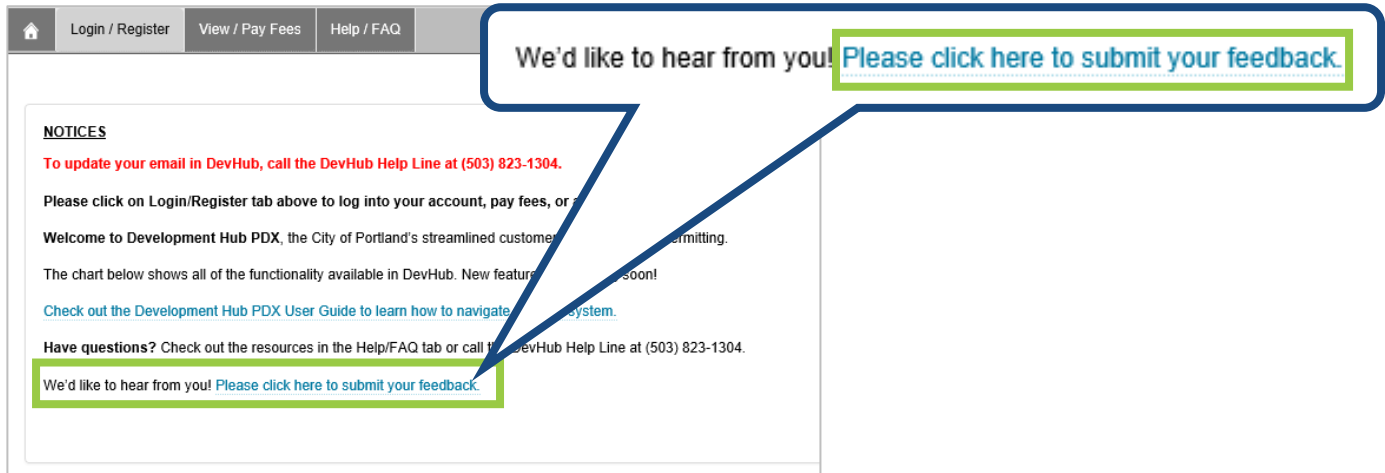 Login / Register View / Pay Fees Help / FAQ
We'd like to hear from you! Please click here to submit your feedback.
NOTICES
To update your email in DevHub, call the DevHub Help Line at (503) 823-1304.
Please click on Login/Register tab above to log into your account, pay fees, or
Welcome to Development Hub PDX, the City of Portland's streamlined customer ermitting.
The chart below shows all of the functionality available in DevHub. New feature soon!
Check out the Development Hub PDX User Guide to learn how to navigate system.
Have questions? Check out the resources in the Help/FAQ tab or call DevHub Help Line at (503) 823-1304.
We'd like to hear from you! Please click here to submit your feedback.